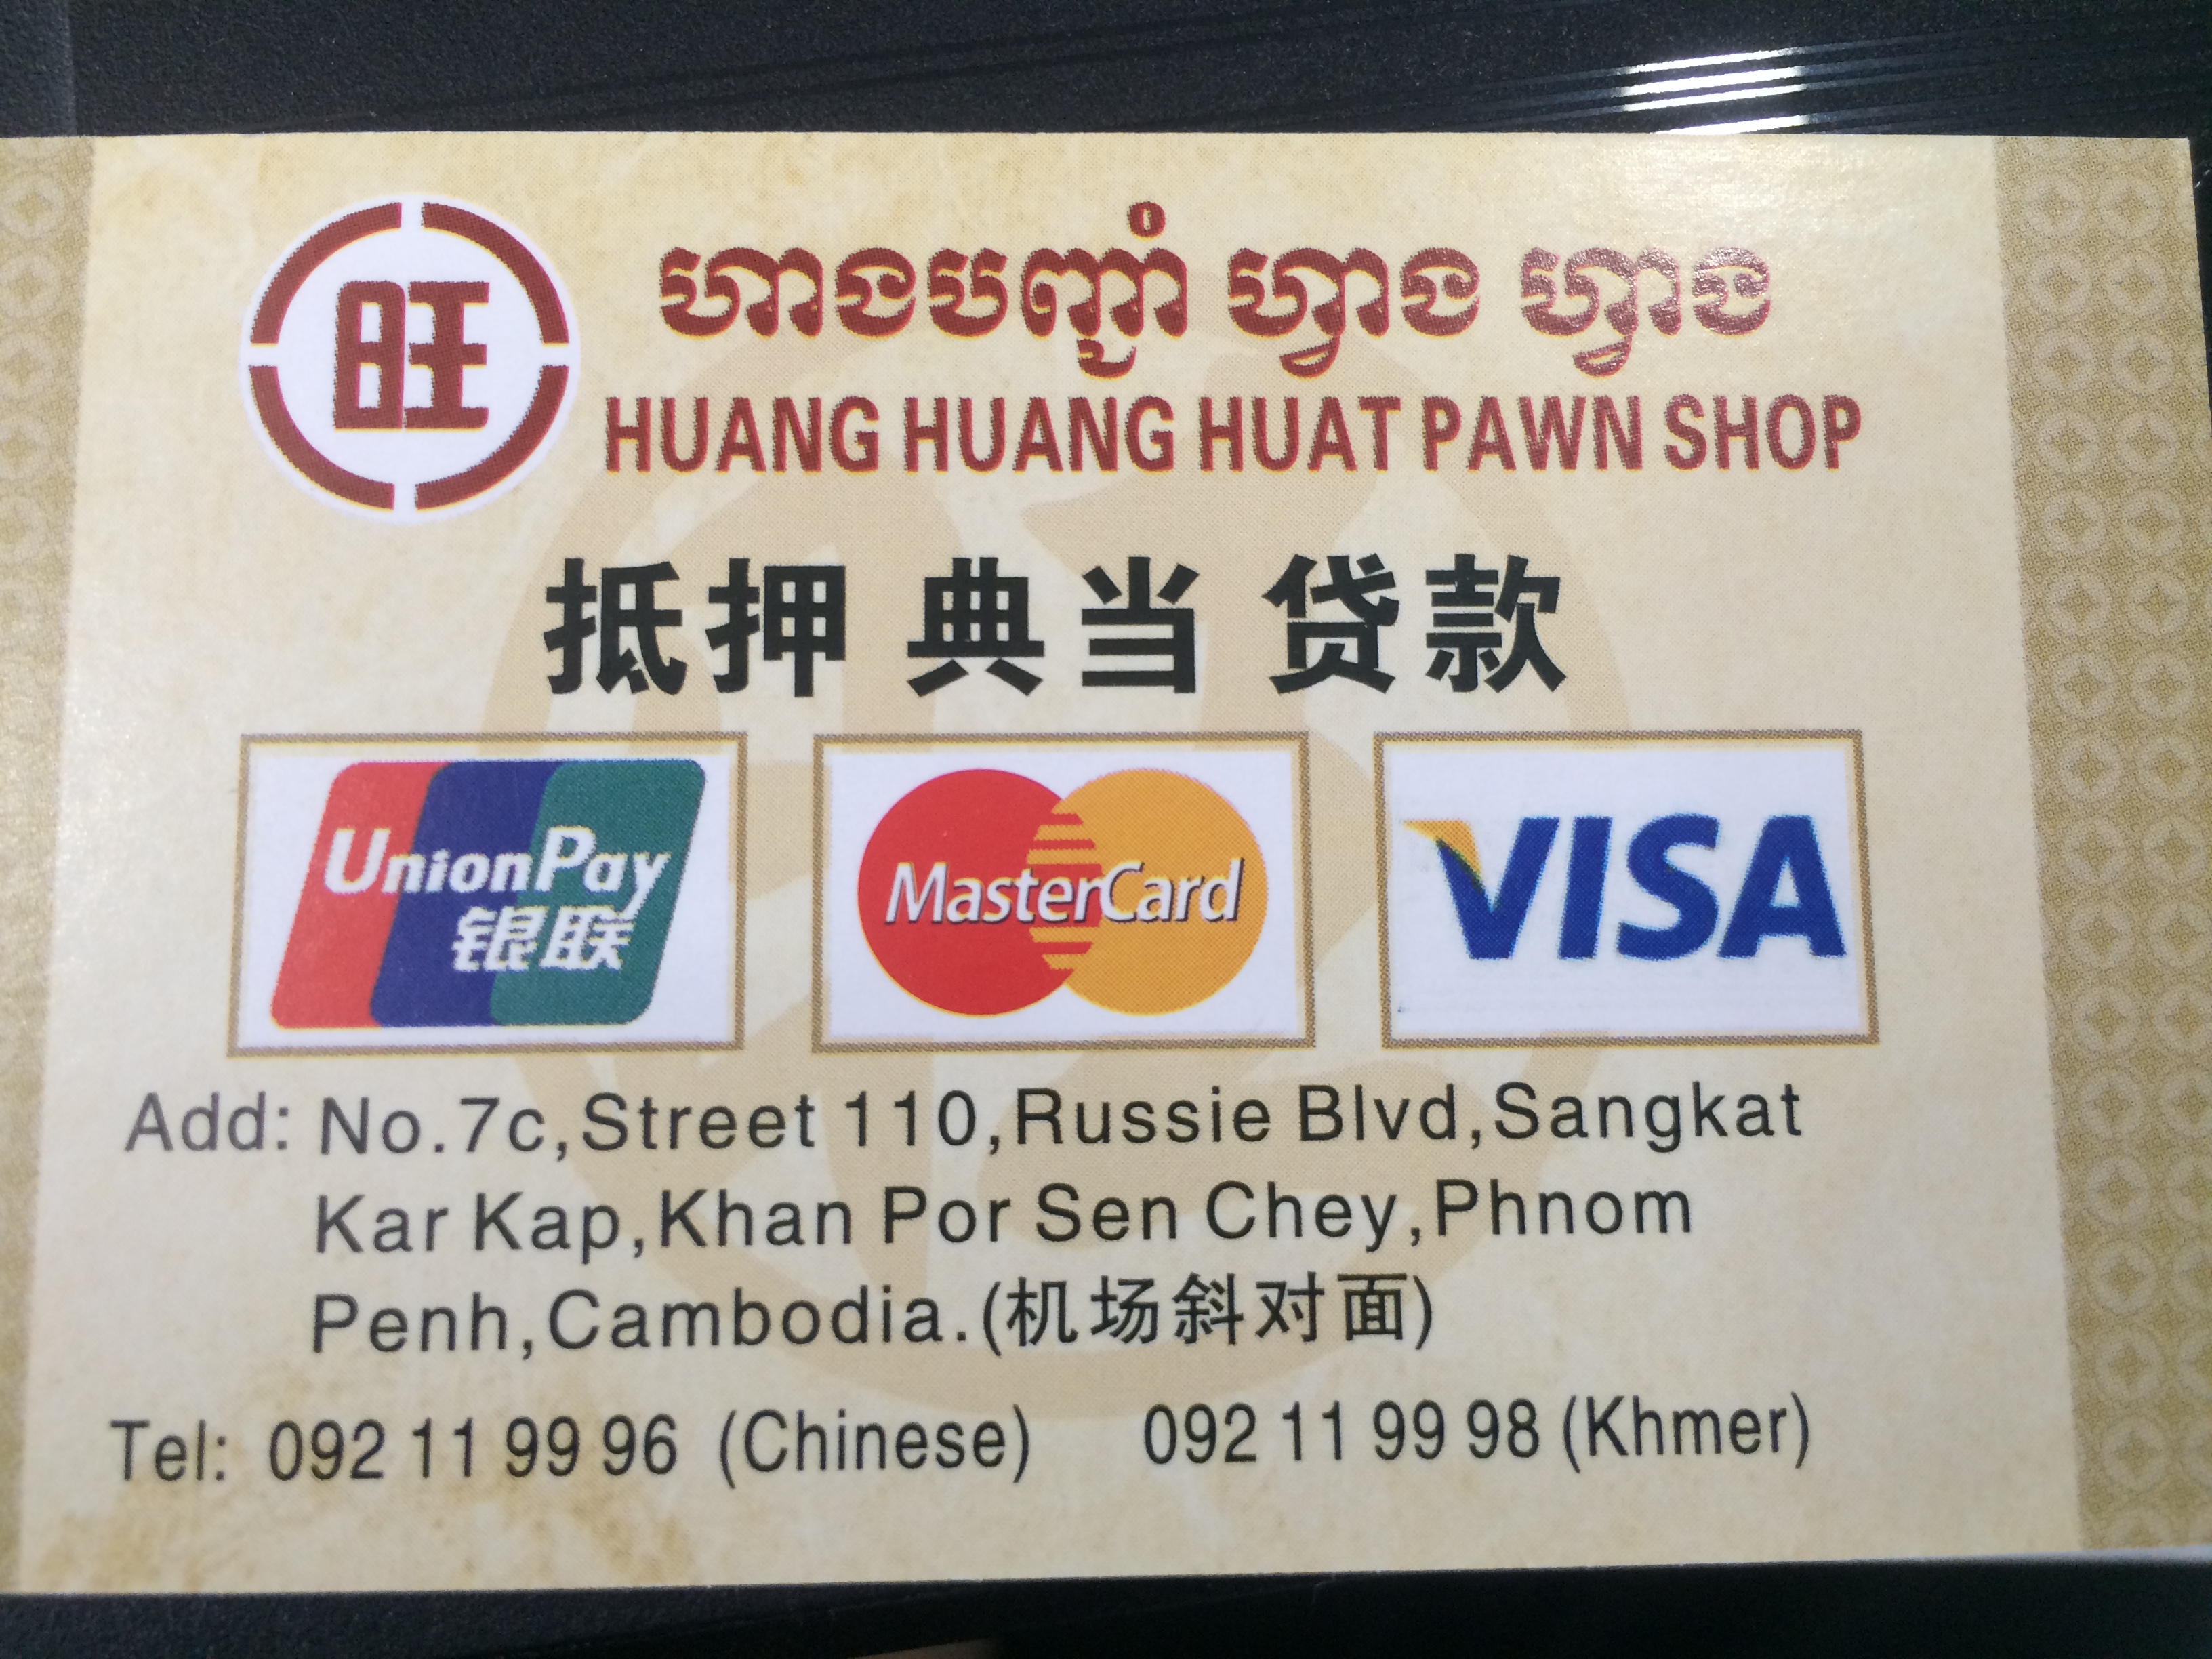 旺
ហាងបញ្ចាំ ហ្វាង ហ្វាង
HUANG HUANG HUAT PAWN SHOP
抵押 典当 贷款
UnionPay
银联
MasterCard
VISA
Add: No.7c,Street 110,Russie Blvd,Sangkat
Kar Kap,Khan Por Sen Chey,Phnom
Penh,Cambodia.(机场斜对面)
Tel: 092 11 99 96 (Chinese) 092 11 99 98 (Khmer)